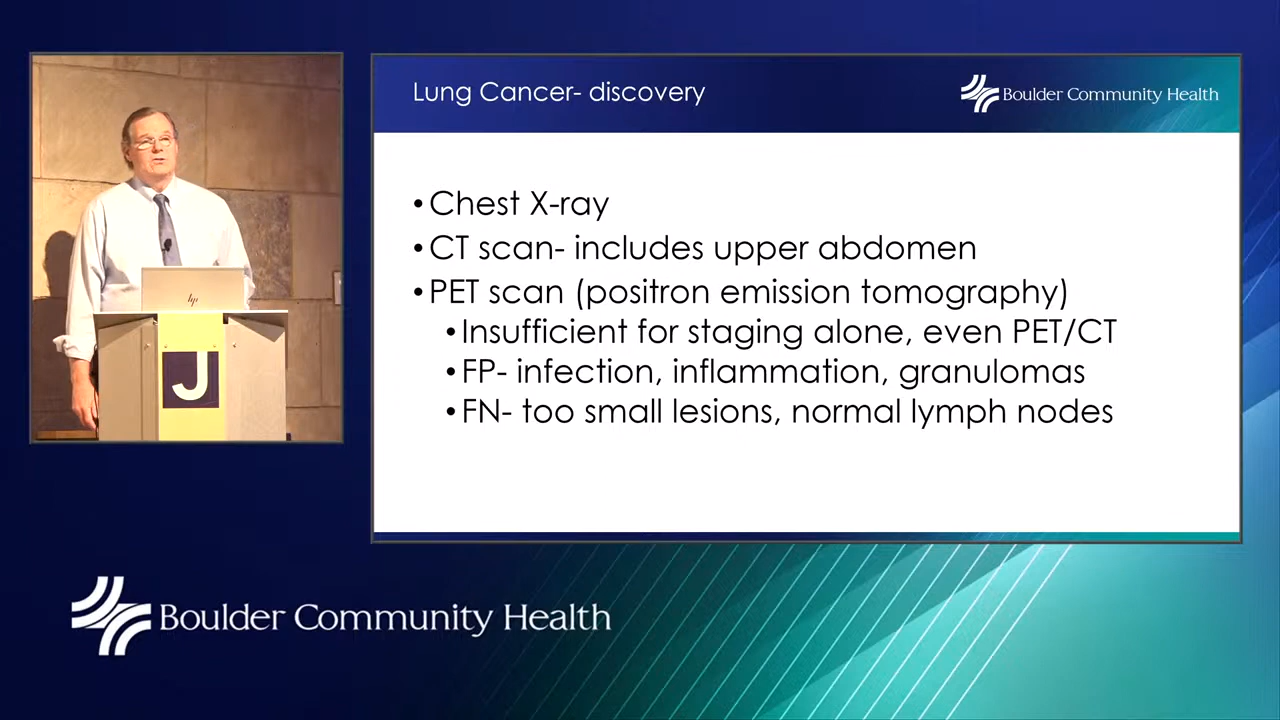 Lung Cancer- discovery
Boulder Community Health
• Chest X-ray
• CT scan- includes upper abdomen
• PET scan (positron emission tomography)
• Insufficient for staging alone, even PET/CT
• FP- infection, inflammation, granulomas
• FN- too small lesions, normal lymph nodes
hp
J
Boulder Community Health